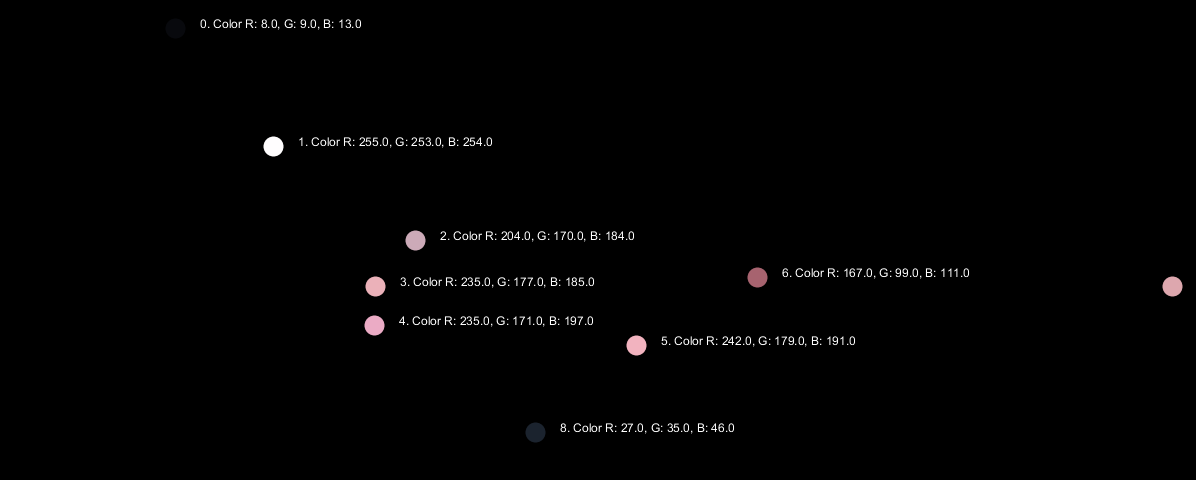 0. Color R: 8.0, G: 9.0, B: 13.0
1. Color R: 255.0, G: 253.0, B: 254.0
2. Color R: 204.0, G: 170.0, B: 184.0
6. Color R: 167.0, G: 99.0, B: 111.0
3. Color R: 235.0, G: 177.0, B: 185.0
4. Color R: 235.0, G: 171.0, B: 197.0
5. Color R: 242.0, G: 179.0, B: 191.0
8. Color R: 27.0, G: 35.0, B: 46.0